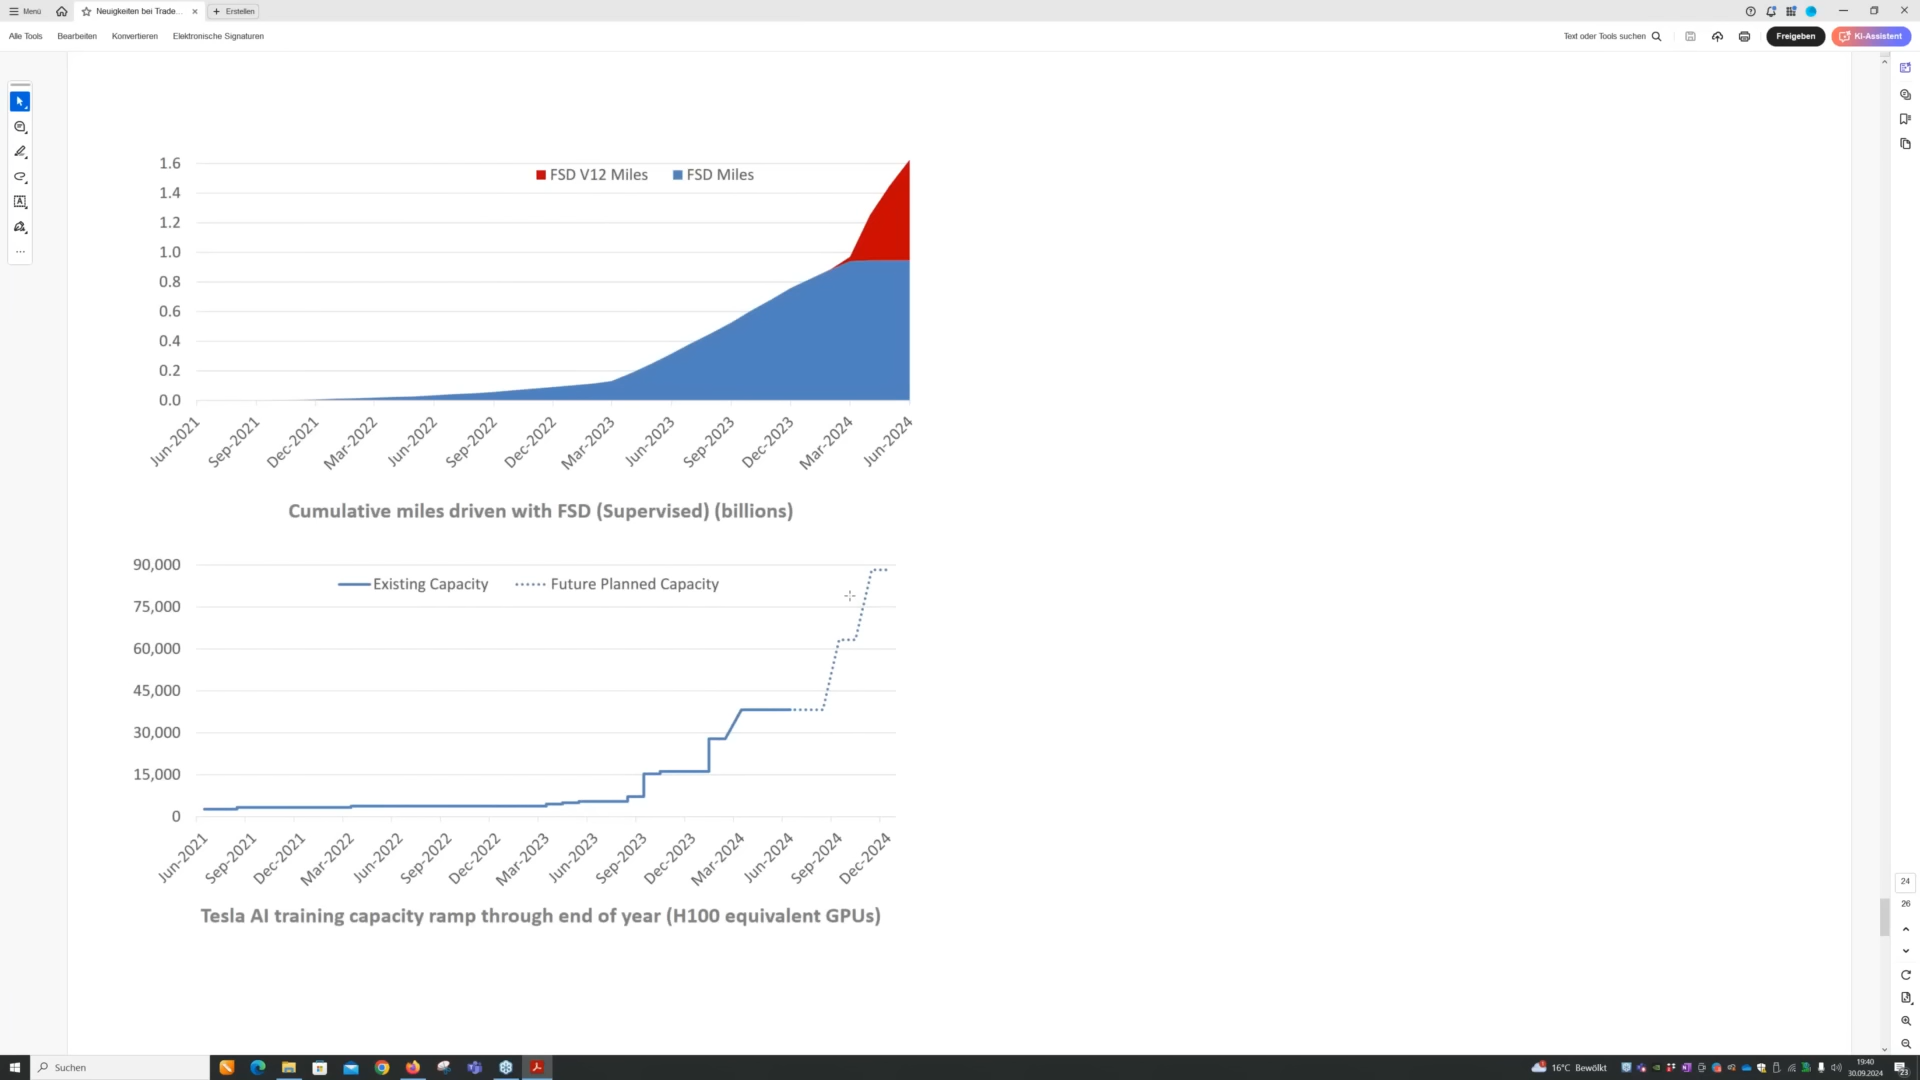 Menü
Neuigkeiten bei Trade...
Erstellen
Alle Tools
Bearbeiten
Konvertieren
Elektronische Signaturen
Text oder Tools suchen
Freigeben
KI-Assistent
FSD V12 Miles
FSD Miles
1.6
1.4
1.2
1.0
0.8
0.6
0.4
0.2
0.0
Jun-2021
Sep-2021
Dec-2021
Mar-2022
Jun-2022
Sep-2022
Dec-2022
Mar-2023
Jun-2023
Sep-2023
Dec-2023
Mar-2024
Jun-2024
Cumulative miles driven with FSD (Supervised) (billions)
Existing Capacity
Future Planned Capacity
90,000
75,000
60,000
45,000
30,000
15,000
0
Jun-2021
Sep-2021
Dec-2021
Mar-2022
Jun-2022
Sep-2022
Dec-2022
Mar-2023
Jun-2023
Sep-2023
Dec-2023
Mar-2024
Jun-2024
Sep-2024
Dec-2024
Tesla AI training capacity ramp through end of year (H100 equivalent GPUs)
24
26
Suchen
16°C Bewölkt
19:40
30.09.2024
23